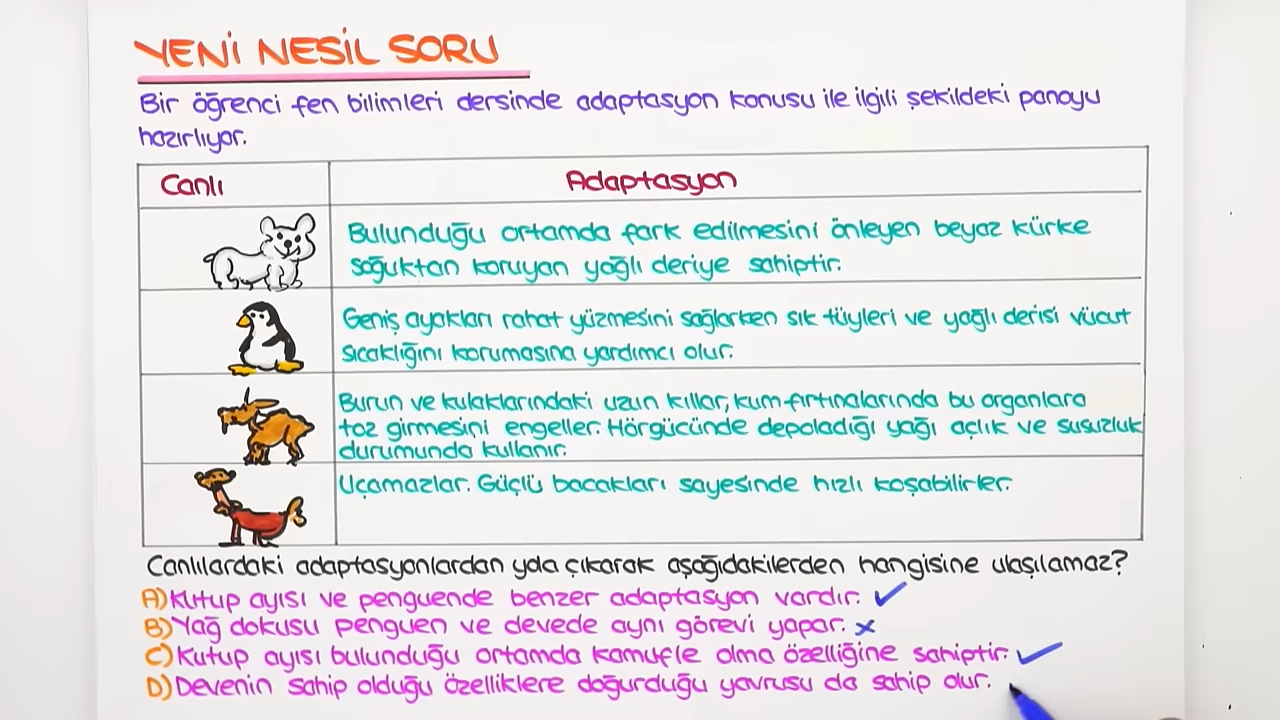 YENİ NESİL SORU
Bir öğrenci fen bilimleri dersinde adaptasyon konusu ile ilgili şekildeki panoyu
hazırlıyor.
Canlı Adaptasyon
Bulunduğu ortamda fark edilmesini önleyen beyaz kürke
soğuktan koruyan yağlı deriye sahiptir.
Geniş ayakları rahat yüzmesini sağlarken sık tüyleri ve yağlı derisi vücut
sıcaklığını korumasına yardımcı olur.
Burun ve kulaklarındaki uzun kıllar, kum fırtınalarında bu organlara
toz girmesini engeller. Hörgücünde depoladığı yağı açlık ve susuzluk
durumunda kullanır.
Uçamazlar. Güçlü bacakları sayesinde hızlı koşabilirler.
Canlılardaki adaptasyonlardan yola çıkarak aşağıdakilerden hangisine ulaşılamaz?
A) Kutup ayısı ve penguende benzer adaptasyon vardır. ✓
B) Yağ dokusu penguen ve devede aynı görevi yapar. x
C) Kutup ayısı bulunduğu ortamda kamufle olma özelliğine sahiptir. ✓
D) Devenin sahip olduğu özelliklere doğurduğu yavrusu da sahip olur.